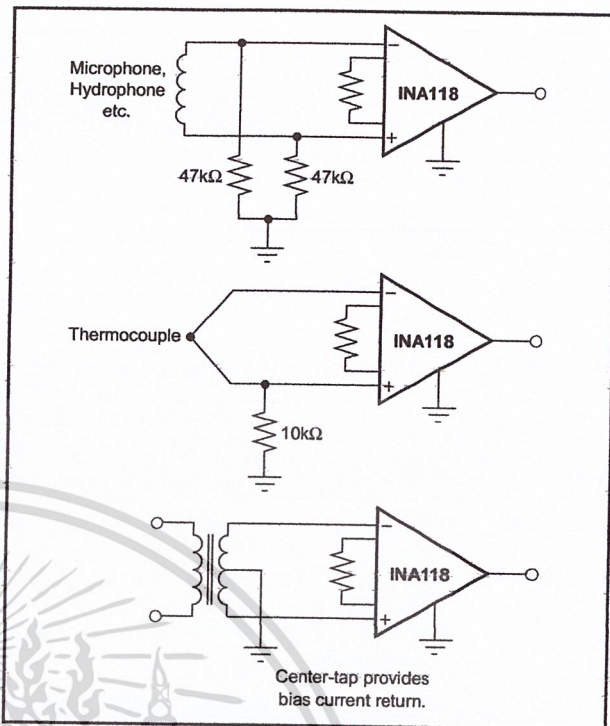 Microphone,
Hydrophone
etc.
−
INA118
+
47kΩ
47kΩ
−
Thermocouple
INA118
+
10kΩ
−
INA118
+
Center-tap provides
bias current return.